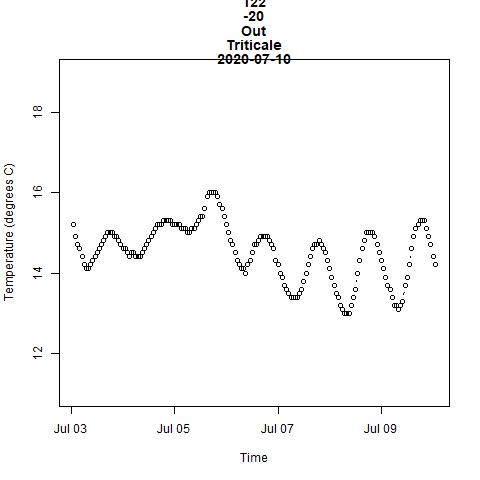 122
-20
Out
Triticale
2020-07-10
Temperature (degrees C)
18
16
14
12
Jul 03
Jul 05
Jul 07
Jul 09
Time